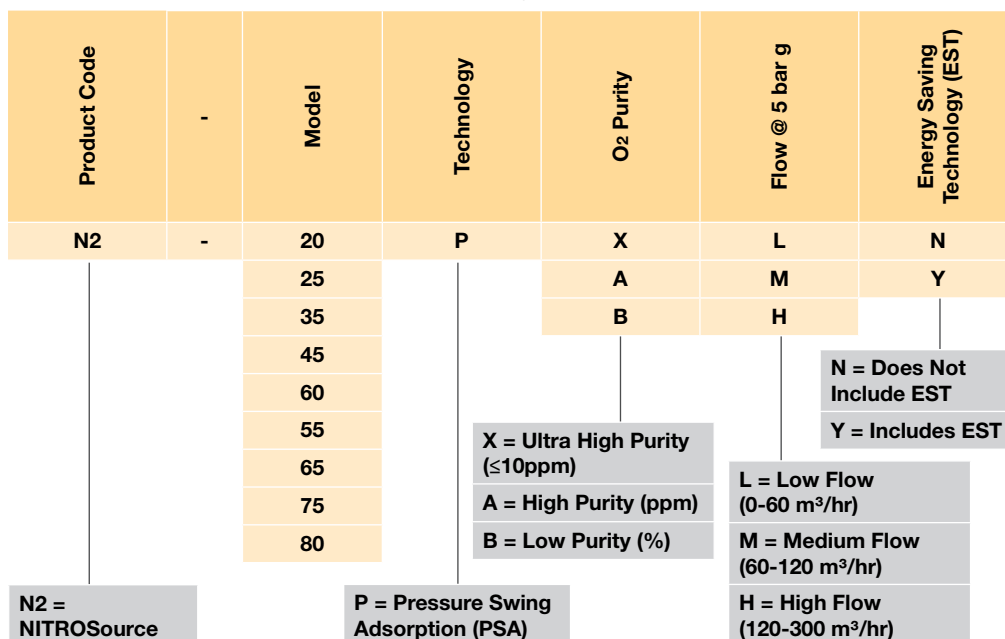 Product Code
-
Model
Technology
O2 Purity
Flow @ 5 bar g
Energy Saving
Technology (EST)
N2 - 20 P X L N
25 A M Y
35 B H
45
60
55
65
75
80
N = Does Not
Include EST
Y = Includes EST
X = Ultra High Purity
(≤10ppm)
A = High Purity (ppm)
B = Low Purity (%)
L = Low Flow
(0-60 m³/hr)
M = Medium Flow
(60-120 m³/hr)
H = High Flow
(120-300 m³/hr)
N2 =
NITROSource
P = Pressure Swing
Adsorption (PSA)